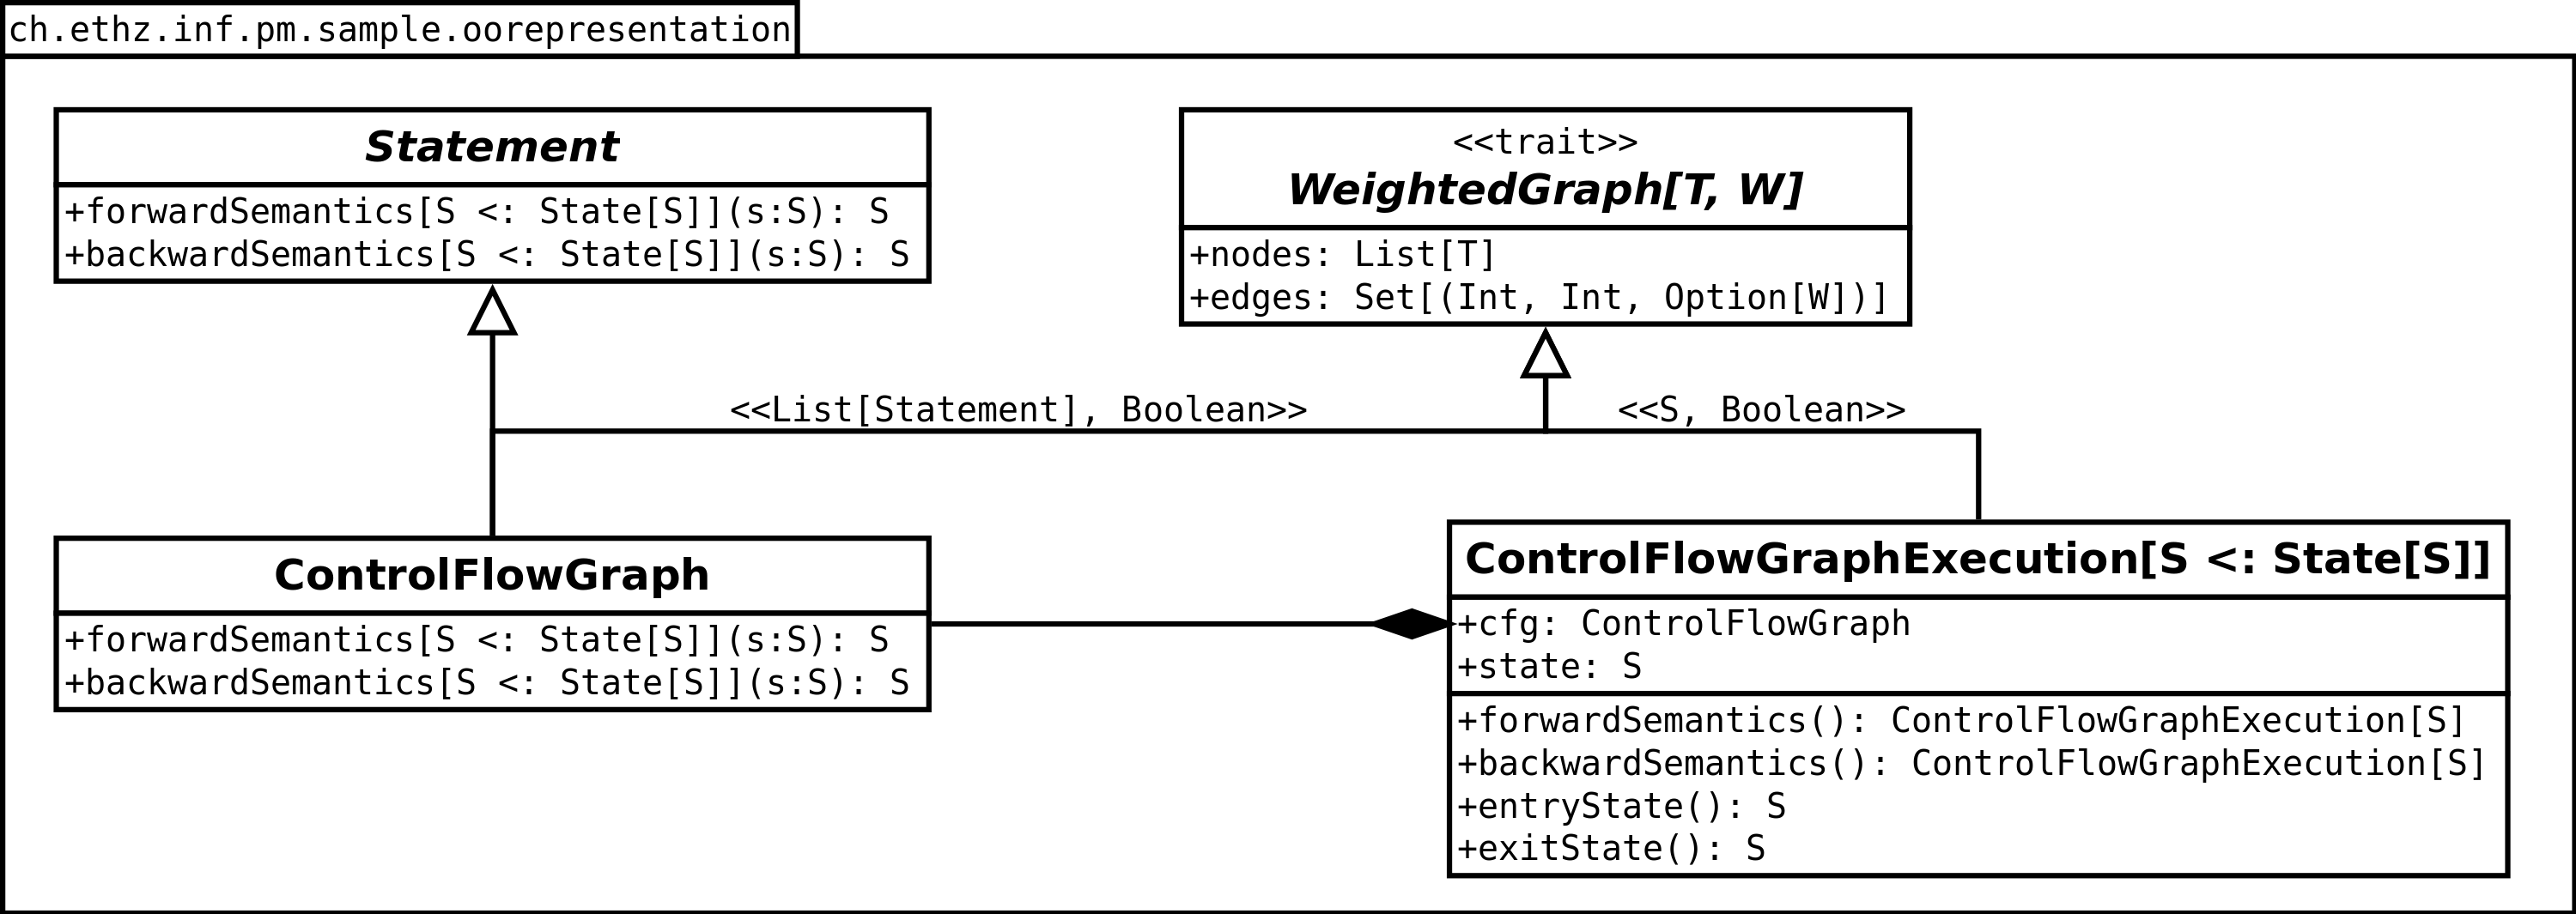 ch.ethz.inf.pm.sample.oorepresentation
Statement
+forwardSemantics[S <: State[S]](s:S): S
+backwardSemantics[S <: State[S]](s:S): S
<<trait>>
WeightedGraph[T, W]
+nodes: List[T]
+edges: Set[(Int, Int, Option[W])]
<<List[Statement], Boolean>>
<<S, Boolean>>
ControlFlowGraph
+forwardSemantics[S <: State[S]](s:S): S
+backwardSemantics[S <: State[S]](s:S): S
ControlFlowGraphExecution[S <: State[S]]
+cfg: ControlFlowGraph
+state: S
+forwardSemantics(): ControlFlowGraphExecution[S]
+backwardSemantics(): ControlFlowGraphExecution[S]
+entryState(): S
+exitState(): S